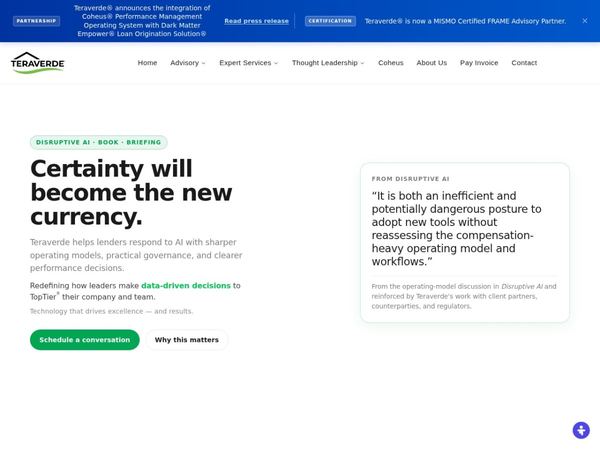 PARTNERSHIP
Teraverde® announces the integration of
Coheus® Performance Management
Operating System with Dark Matter
Empower® Loan Origination Solution®
Read press release
CERTIFICATION
Teraverde® is now a MISMO Certified FRAME Advisory Partner.
×
TERAVERDE®
Home
Advisory
Expert Services
Thought Leadership
Coheus
About Us
Pay Invoice
Contact
DISRUPTIVE AI · BOOK · BRIEFING
Certainty will
become the new
currency.
Teraverde helps lenders respond to AI with sharper
operating models, practical governance, and clearer
performance decisions.
Redefining how leaders make data-driven decisions to
TopTier® their company and team.
Technology that drives excellence — and results.
Schedule a conversation
Why this matters
FROM DISRUPTIVE AI
“It is both an inefficient and
potentially dangerous posture to
adopt new tools without
reassessing the compensation-
heavy operating model and
workflows.”
From the operating-model discussion in Disruptive AI and
reinforced by Teraverde's work with client partners,
counterparties, and regulators.